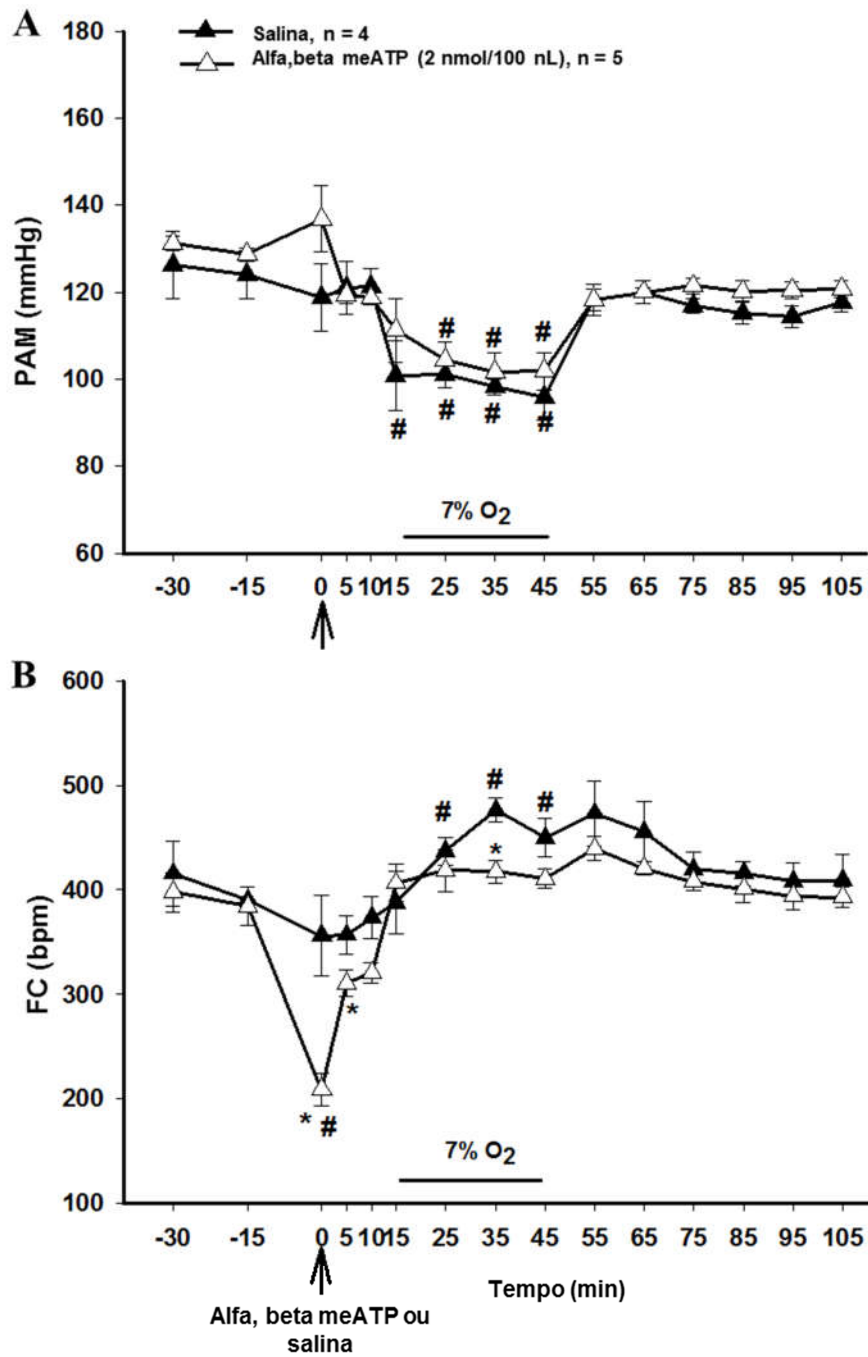 A
180
160
140
120
100
80
60
PAM (mmHg)
Salina, n = 4
Alfa,beta meATP (2 nmol/100 nL), n = 5
# # #
# # # #
7% O2
-30 -15 0 5 10 15 25 35 45 55 65 75 85 95 105
B
600
500
400
300
200
100
FC (bpm)
# # #
*
*
* #
7% O2
-30 -15 0 5 10 15 25 35 45 55 65 75 85 95 105
Tempo (min)
Alfa, beta meATP ou
salina